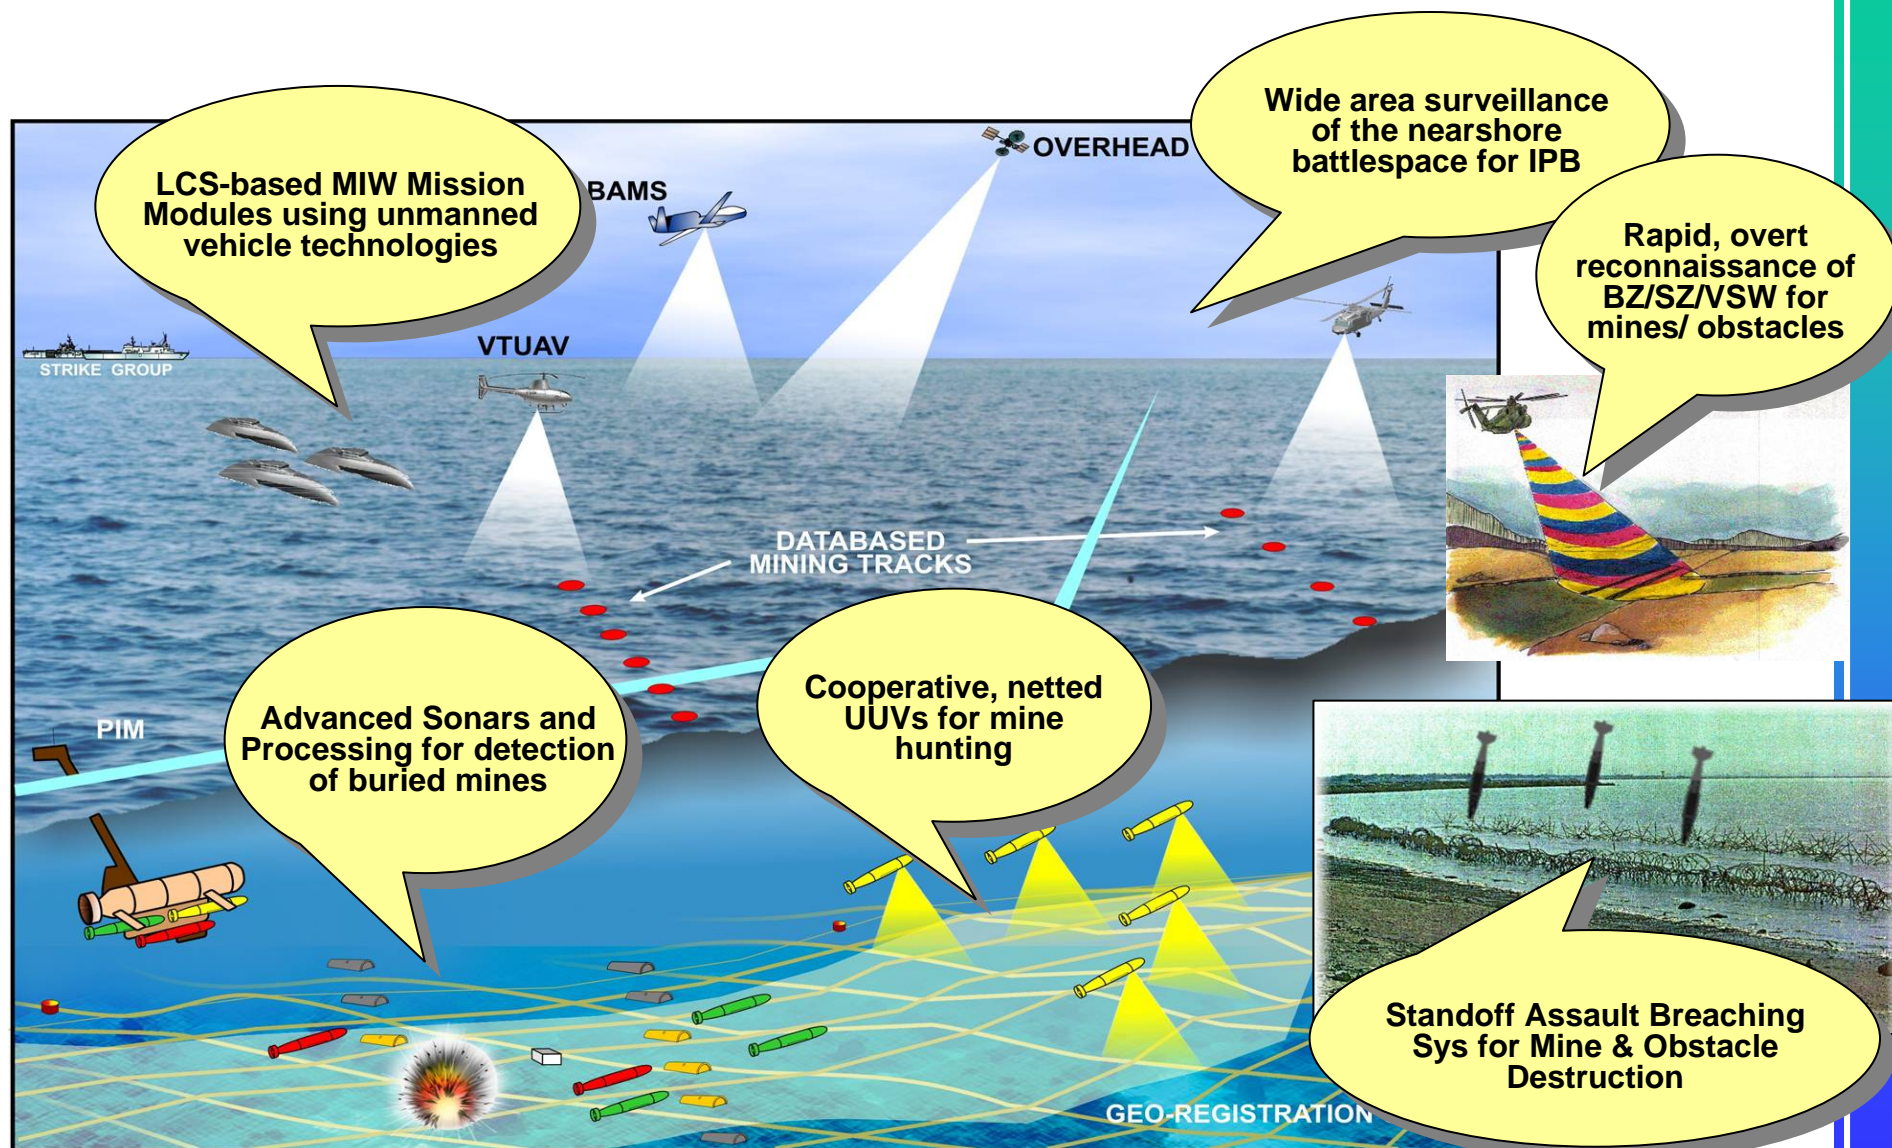 Wide area surveillance
of the nearshore
battlespace for IPB
OVERHEAD
LCS-based MIW Mission
Modules using unmanned
vehicle technologies
BAMS
Rapid, overt
reconnaissance of
BZ/SZ/VSW for
mines/ obstacles
VTUAV
STRIKE GROUP
DATABASED
MINING TRACKS
PIM
Advanced Sonars and
Processing for detection
of buried mines
Cooperative, netted
UUVs for mine
hunting
Standoff Assault Breaching
Sys for Mine & Obstacle
Destruction
GEO-REGISTRATION